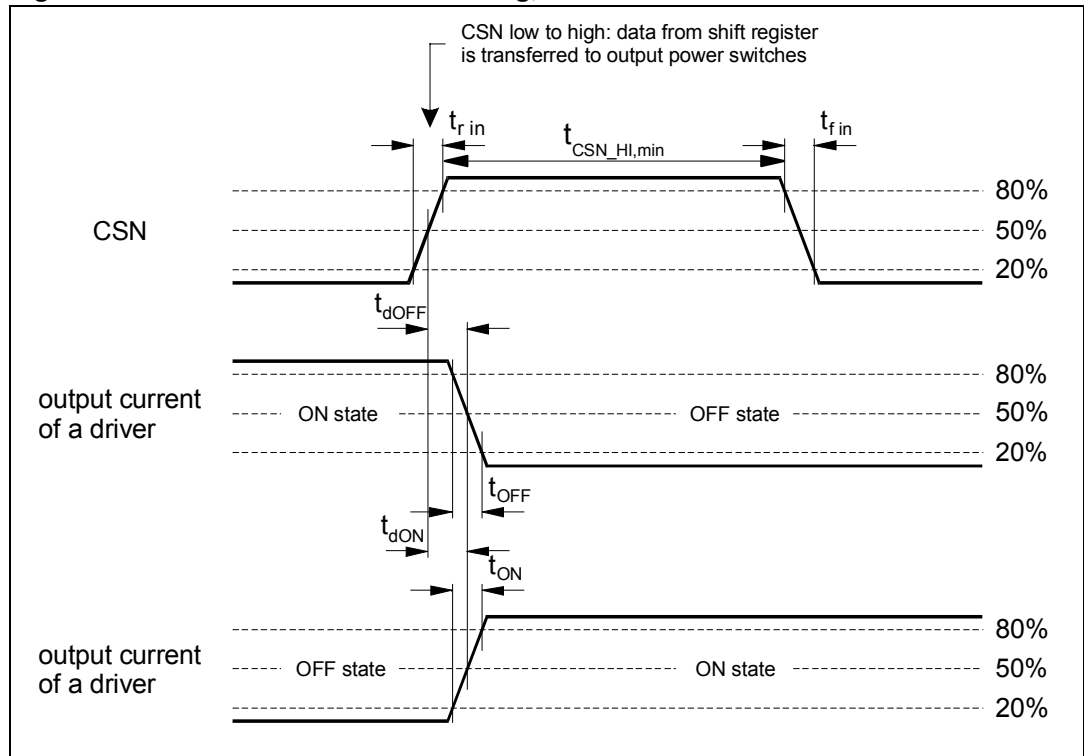 CSN low to high: data from shift register
is transferred to output power switches
t_r in
t_CSN_HI,min
t_f in
80%
CSN
50%
20%
t_dOFF
80%
output current
of a driver
ON state
OFF state
50%
20%
t_OFF
t_dON
t_ON
80%
output current
of a driver
OFF state
ON state
50%
20%